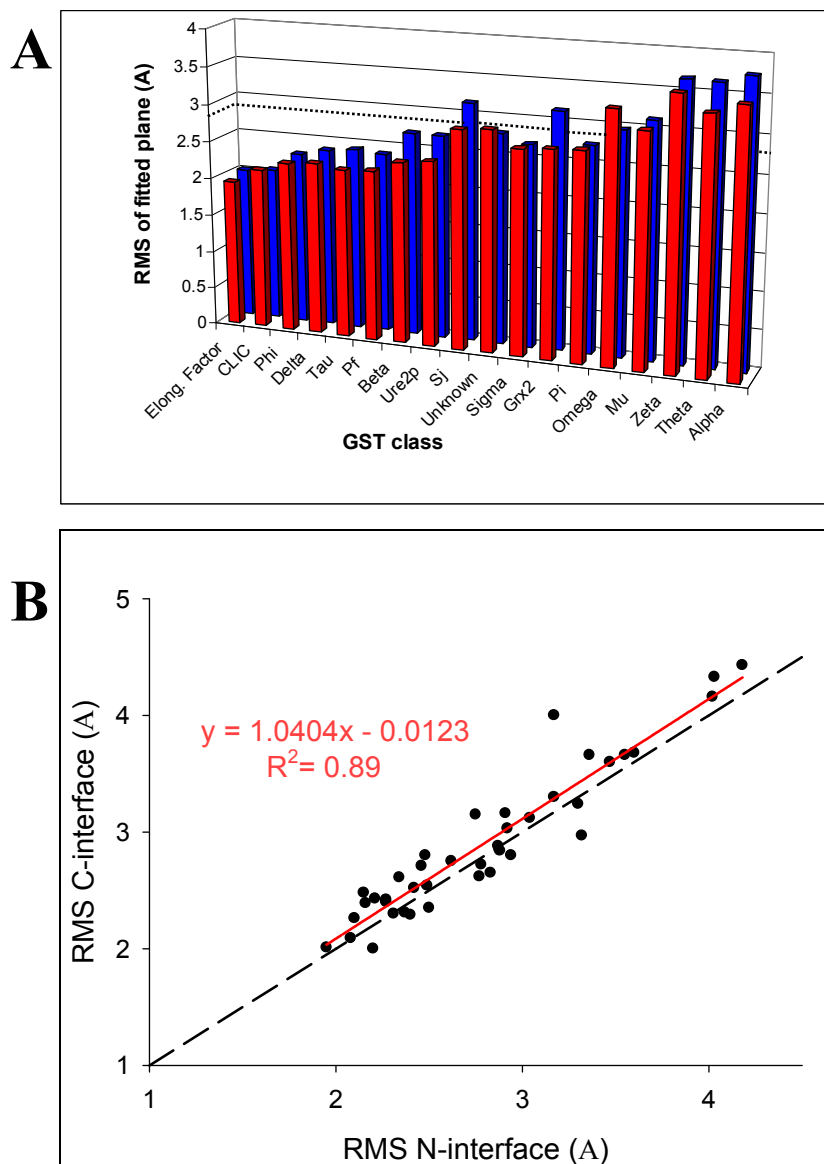 A
RMS of fitted plane (A)
4
3.5
3
2.5
2
1.5
1
0.5
0
Elong. Factor
CLIC
Phi
Delta
Tau
Pf
Beta
Ure2p
Sj
Unknown
Sigma
Grx2
Pi
Omega
Mu
Zeta
Theta
Alpha
GST class
B
RMS C-interface (A)
5
4
3
2
1
y = 1.0404x - 0.0123
R²= 0.89
1 2 3 4
RMS N-interface (A)